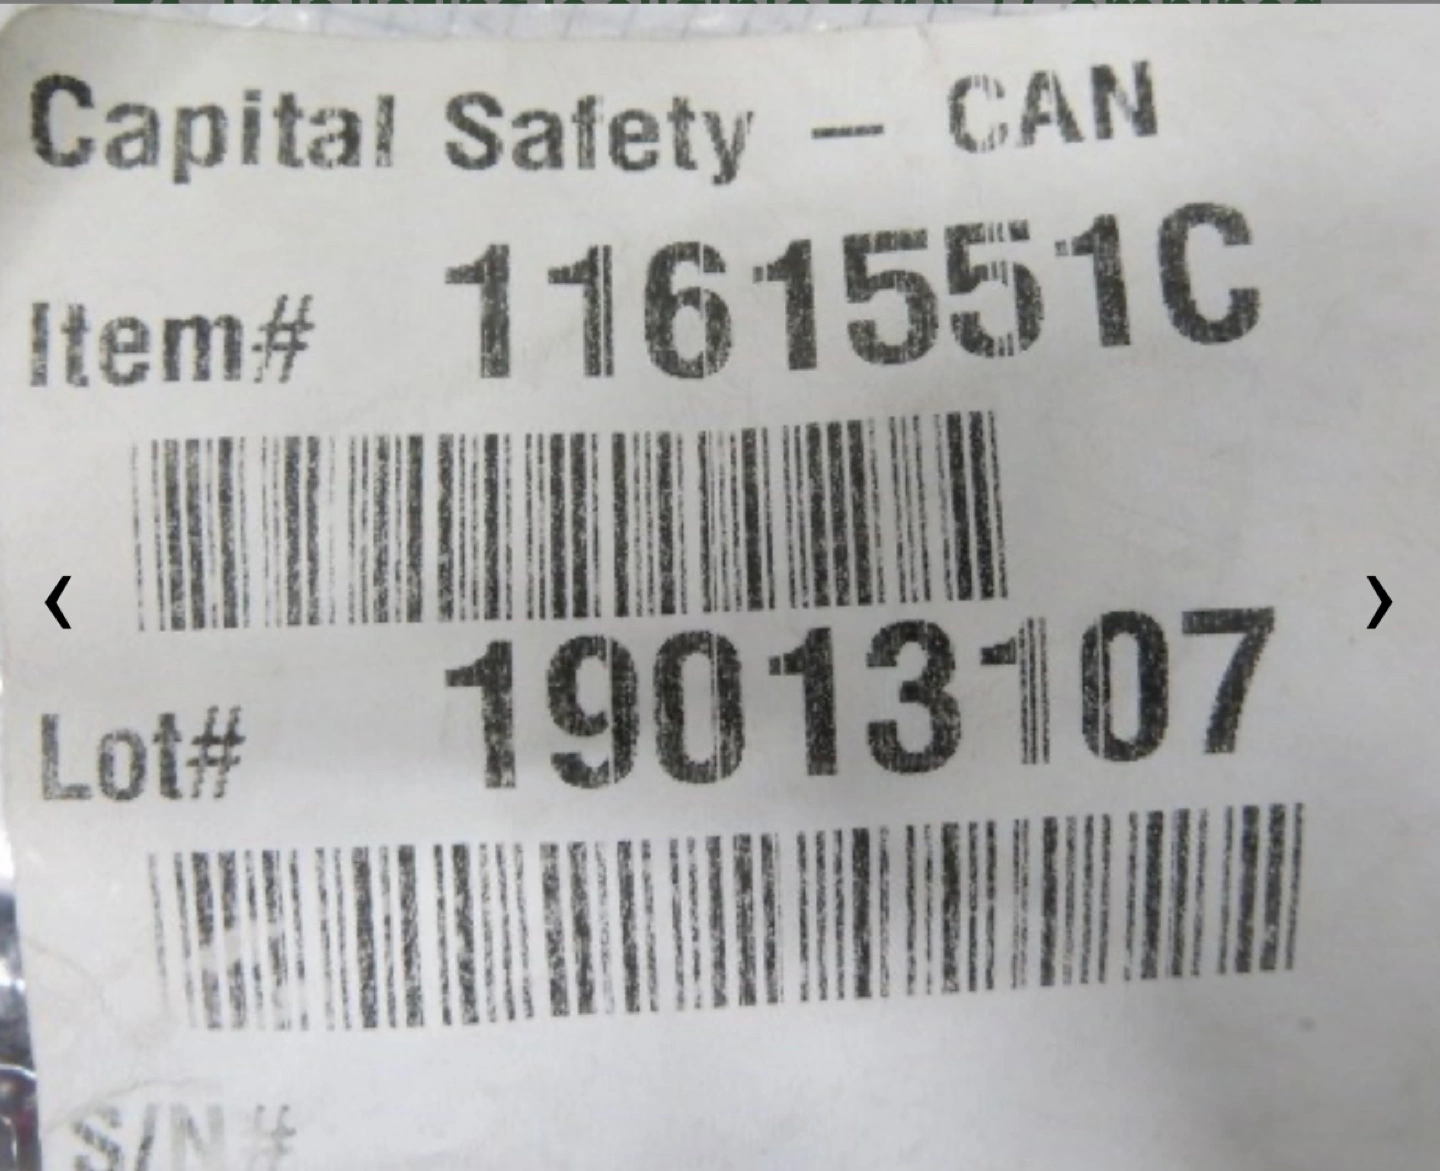 Capital Safety – CAN
Item# 1161551C
Lot# 19013107
S/N#